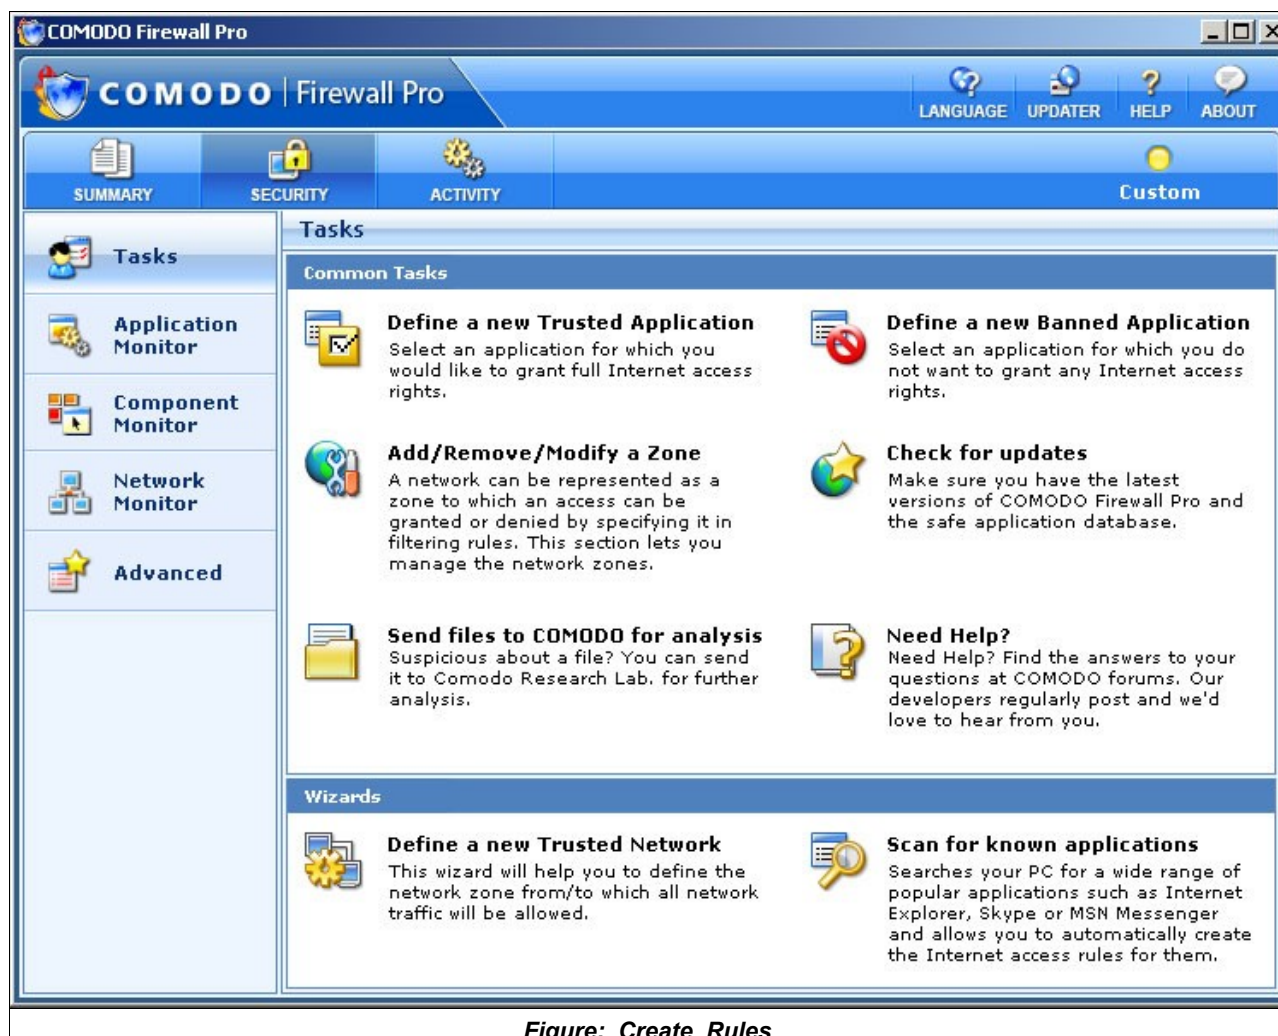 COMODO Firewall Pro
COMODO | Firewall Pro
LANGUAGE UPDATER HELP ABOUT
SUMMARY SECURITY ACTIVITY Custom
Tasks
Application
Monitor
Component
Monitor
Network
Monitor
Advanced
Tasks
Common Tasks
Define a new Trusted Application
Select an application for which you
would like to grant full Internet access
rights.
Define a new Banned Application
Select an application for which you do
not want to grant any Internet access
rights.
Add/Remove/Modify a Zone
A network can be represented as a
zone to which an access can be
granted or denied by specifying it in
filtering rules. This section lets you
manage the network zones.
Check for updates
Make sure you have the latest
versions of COMODO Firewall Pro and
the safe application database.
Send files to COMODO for analysis
Suspicious about a file? You can send
it to Comodo Research Lab. for further
analysis.
Need Help?
Need Help? Find the answers to your
questions at COMODO forums. Our
developers regularly post and we'd
love to hear from you.
Wizards
Define a new Trusted Network
This wizard will help you to define the
network zone from/to which all network
traffic will be allowed.
Scan for known applications
Searches your PC for a wide range of
popular applications such as Internet
Explorer, Skype or MSN Messenger
and allows you to automatically create
the Internet access rules for them.
Figure: Create Rules